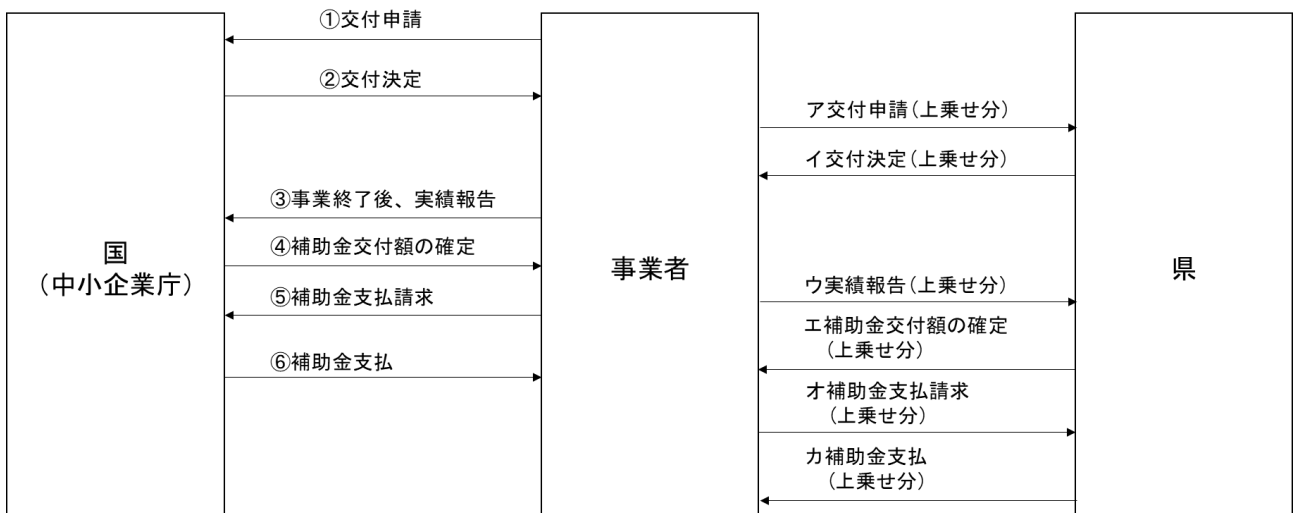 ①交付申請
②交付決定
ア交付申請(上乗せ分)
イ交付決定(上乗せ分)
③事業終了後、実績報告
④補助金交付額の確定
国
(中小企業庁)
事業者
県
⑤補助金支払請求
ウ実績報告(上乗せ分)
エ補助金交付額の確定
(上乗せ分)
⑥補助金支払
オ補助金支払請求
(上乗せ分)
カ補助金支払
(上乗せ分)